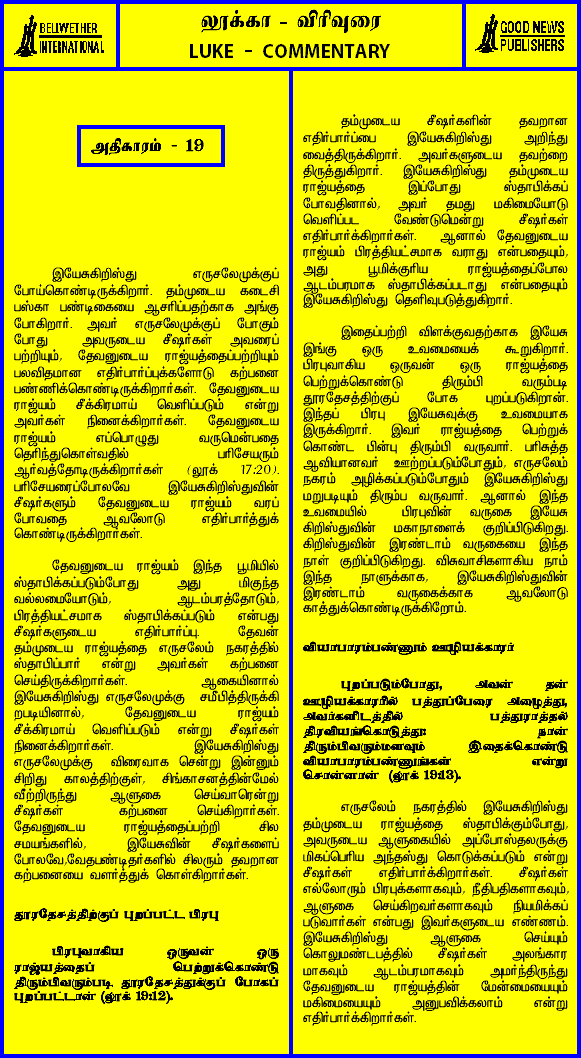 BELWETHER
INTERNATIONAL
லூக்கா - விரிவுரை
LUKE - COMMENTARY
GOOD NEWS
PUBLISHERS
அதிகாரம் - 19
இயேசுகிறிஸ்து எருசலேமுக்குப்
போய்கொண்டிருக்கிறார். தம்முடைய கடைசி
பஸ்கா பண்டிகையை ஆசரிப்பதற்காக அங்கு
போகிறார். அவர் எருசலேமுக்குப் போகும்
போது அவருடைய சீஷர்கள் அவரைப்
பற்றியும், தேவனுடைய ராஜ்யத்தைப்பற்றியும்
பலவிதமான எதிர்பார்ப்புக்களோடு கற்பனை
பண்ணிக்கொண்டிருக்கிறார்கள். தேவனுடைய
ராஜ்யம் சீக்கிரமாய் வெளிப்படும் என்று
அவர்கள் நினைக்கிறார்கள். தேவனுடைய
ராஜ்யம் எப்பொழுது வருமென்பதை
தெரிந்துகொள்வதில் பரிசேயரும்
ஆர்வத்தோடிருக்கிறார்கள் (லூக் 17:20).
பரிசேயரைப்போலவே இயேசுகிறிஸ்துவின்
சீஷர்களும் தேவனுடைய ராஜ்யம் வரப்
போவதை ஆவலோடு எதிர்பார்த்துக்
கொண்டிருக்கிறார்கள்.
தேவனுடைய ராஜ்யம் இந்த பூமியில்
ஸ்தாபிக்கப்படும்போது அது மிகுந்த
வல்லமையோடும், ஆடம்பரத்தோடும்,
பிரத்தியட்சமாக ஸ்தாபிக்கப்படும் என்பது
சீஷர்களுடைய எதிர்பார்ப்பு. தேவன்
தம்முடைய ராஜ்யத்தை எருசலேம் நகரத்தில்
ஸ்தாபிப்பார் என்று அவர்கள் கற்பனை
செய்திருக்கிறார்கள். ஆகையினால்
இயேசுகிறிஸ்து எருசலேமுக்கு சமீபித்திருக்கி
றபடியினால், தேவனுடைய ராஜ்யம்
சீக்கிரமாய் வெளிப்படும் என்று சீஷர்கள்
நினைக்கிறார்கள். இயேசுகிறிஸ்து
எருசலேமுக்கு விரைவாக சென்று இன்னும்
சிறிது காலத்திற்குள், சிங்காசனத்தின்மேல்
வீற்றிருந்து ஆளுகை செய்வாரென்று
சீஷர்கள் கற்பனை செய்கிறார்கள்.
தேவனுடைய ராஜ்யத்தைப்பற்றி சில
சமயங்களில், இயேசுவின் சீஷர்களைப்
போலவே,வேதபண்டிதர்களில் சிலரும் தவறான
கற்பனையை வளர்த்துக் கொள்கிறார்கள்.
தூரதேசத்திற்குப் புறப்பட்ட பிரபு
பிரபுவாகிய ஒருவன் ஒரு
ராஜ்யத்தைப் பெற்றுக்கொண்டு
திரும்பிவரும்படி தூரதேசத்துக்குப் போகப்
புறப்பட்டான் (லூக் 19:12).
தம்முடைய சீஷர்களின் தவறான
எதிர்பார்ப்பை இயேசுகிறிஸ்து அறிந்து
வைத்திருக்கிறார். அவர்களுடைய தவற்றை
திருத்துகிறார். இயேசுகிறிஸ்து தம்முடைய
ராஜ்யத்தை இப்போது ஸ்தாபிக்கப்
போவதினால், அவர் தமது மகிமையோடு
வெளிப்பட வேண்டுமென்று சீஷர்கள்
எதிர்பார்க்கிறார்கள். ஆனால் தேவனுடைய
ராஜ்யம் பிரத்தியட்சமாக வராது என்பதையும்,
அது பூமிக்குரிய ராஜ்யத்தைப்போல
ஆடம்பரமாக ஸ்தாபிக்கப்படாது என்பதையும்
இயேசுகிறிஸ்து தெளிவுபடுத்துகிறார்.
இதைப்பற்றி விளக்குவதற்காக இயேசு
இங்கு ஒரு உவமையைக் கூறுகிறார்.
பிரபுவாகிய ஒருவன் ஒரு ராஜ்யத்தை
பெற்றுக்கொண்டு திரும்பி வரும்படி
தூரதேசத்திற்குப் போக புறப்படுகிறான்.
இந்தப் பிரபு இயேசுவுக்கு உவமையாக
இருக்கிறார். இவர் ராஜ்யத்தை பெற்றுக்
கொண்ட பின்பு திரும்பி வருவார். பரிசுத்த
ஆவியானவர் ஊற்றப்படும்போதும், எருசலேம்
நகரம் அழிக்கப்படும்போதும் இயேசுகிறிஸ்து
மறுபடியும் திரும்ப வருவார். ஆனால் இந்த
உவமையில் பிரபுவின் வருகை இயேசு
கிறிஸ்துவின் மகாநாளைக் குறிப்பிடுகிறது.
கிறிஸ்துவின் இரண்டாம் வருகையை இந்த
நாள் குறிப்பிடுகிறது. விசுவாசிகளாகிய நாம்
இந்த நாளுக்காக, இயேசுகிறிஸ்துவின்
இரண்டாம் வருகைக்காக ஆவலோடு
காத்துக்கொண்டிருக்கிறோம்.
வியாபாரம்பண்ணும் ஊழியக்காரர்
புறப்படும்போது, அவன் தன்
ஊழியக்காரரில் பத்துப்பேரை அழைத்து,
அவர்களிடத்தில் பத்துராத்தல்
திரவியங்கொடுத்து: நான்
திரும்பிவருமளவும் இதைக்கொண்டு
வியாபாரம்பண்ணுங்கள் என்று
சொன்னான் (லூக் 19:13).
எருசலேம் நகரத்தில் இயேசுகிறிஸ்து
தம்முடைய ராஜ்யத்தை ஸ்தாபிக்கும்போது,
அவருடைய ஆளுகையில் அப்போஸ்தலருக்கு
மிகப்பெரிய அந்தஸ்து கொடுக்கப்படும் என்று
சீஷர்கள் எதிர்பார்க்கிறார்கள். சீஷர்கள்
எல்லோரும் பிரபுக்களாகவும், நீதிபதிகளாகவும்,
ஆளுகை செய்கிறவர்களாகவும் நியமிக்கப்
படுவார்கள் என்பது இவர்களுடைய எண்ணம்.
இயேசுகிறிஸ்து ஆளுகை செய்யும்
கொலுமண்டபத்தில் சீஷர்கள் அலங்கார
மாகவும் ஆடம்பரமாகவும் அமர்ந்திருந்து
தேவனுடைய ராஜ்யத்தின் மேன்மையையும்
மகிமையையும் அனுபவிக்கலாம் என்று
எதிர்பார்க்கிறார்கள்.